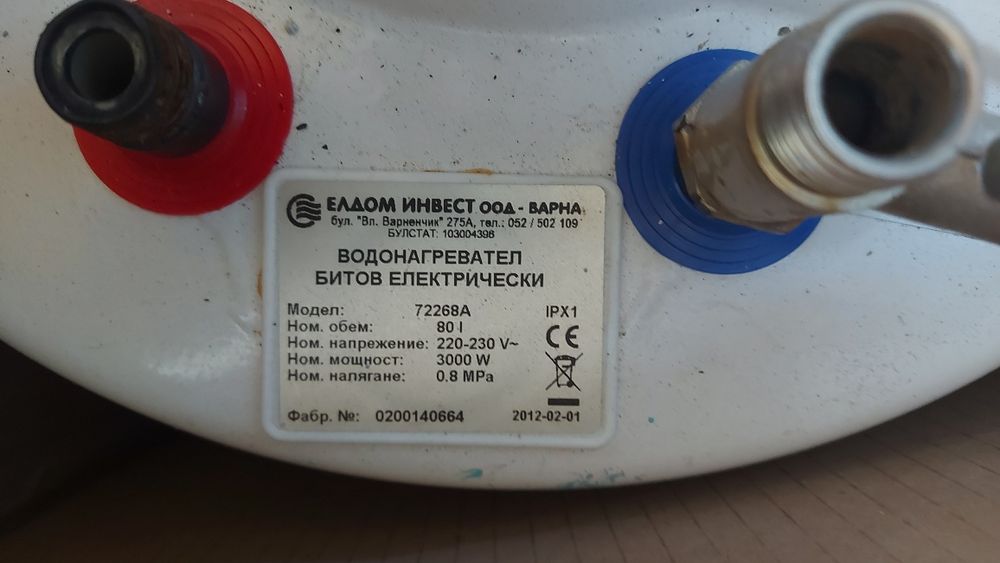 ЕЛДОМ ИНВЕСТ ООД - ВАРНА
бул. "Вл. Варненчик" 275А, тел.: 052 / 502 109
БУЛСТАТ: 103004396
ВОДОНАГРЕВАТЕЛ
БИТОВ ЕЛЕКТРИЧЕСКИ
Модел: 72268A IPX1
Ном. обем: 80 l
Ном. напрежение: 220-230 V~ CE
Ном. мощност: 3000 W
Ном. налягане: 0.8 MPa
Фабр. №: 0200140664 2012-02-01